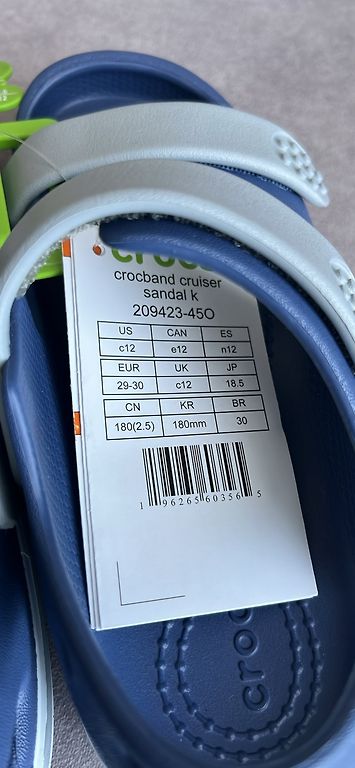 crocband cruiser
sandal k
209423-45O
US CAN ES
c12 e12 n12
EUR UK JP
29-30 c12 18.5
CN KR BR
180(2.5) 180mm 30
1 96265 60356 5
croc